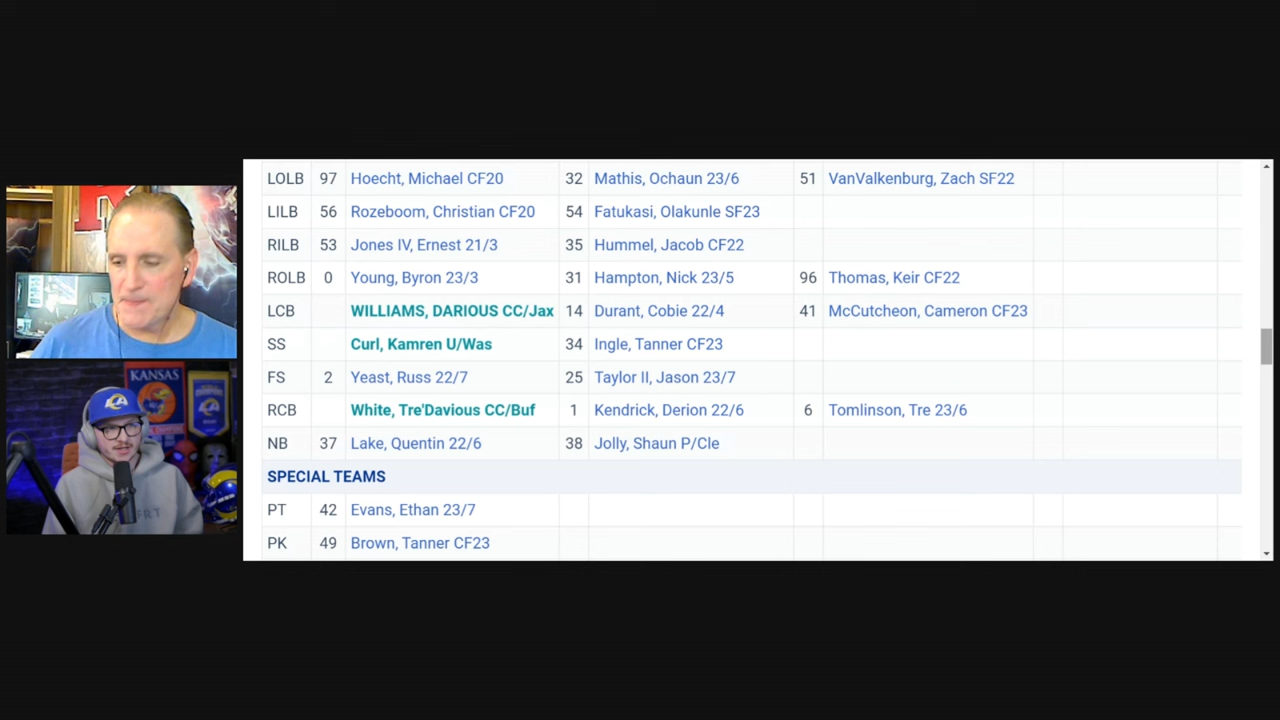 LOLB 97 Hoecht, Michael CF20 32 Mathis, Ochaun 23/6 51 VanValkenburg, Zach SF22
LILB 56 Rozeboom, Christian CF20 54 Fatukasi, Olakunle SF23
RILB 53 Jones IV, Ernest 21/3 35 Hummel, Jacob CF22
ROLB 0 Young, Byron 23/3 31 Hampton, Nick 23/5 96 Thomas, Keir CF22
LCB WILLIAMS, DARIOUS CC/Jax 14 Durant, Cobie 22/4 41 McCutcheon, Cameron CF23
SS Curl, Kamren U/Was 34 Ingle, Tanner CF23
FS 2 Yeast, Russ 22/7 25 Taylor II, Jason 23/7
RCB White, Tre'Davious CC/Buf 1 Kendrick, Derion 22/6 6 Tomlinson, Tre 23/6
NB 37 Lake, Quentin 22/6 38 Jolly, Shaun P/Cle
SPECIAL TEAMS
PT 42 Evans, Ethan 23/7
PK 49 Brown, Tanner CF23
KANSAS